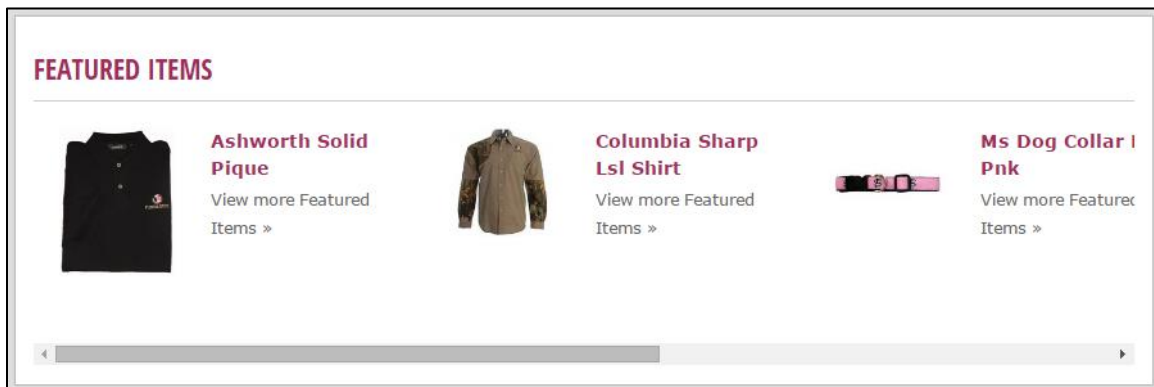 FEATURED ITEMS
Ashworth Solid
Pique
View more Featured
Items »
Columbia Sharp
Lsl Shirt
View more Featured
Items »
Ms Dog Collar
Pnk
View more Featured
Items »